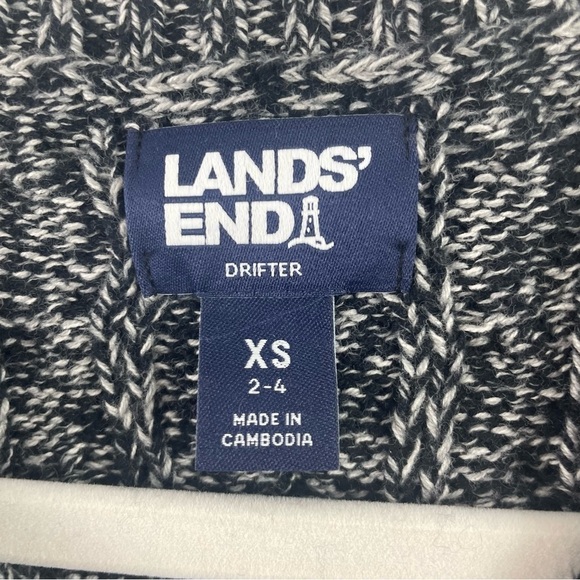 LANDS'
END
DRIFTER
XS
2-4
MADE IN
CAMBODIA